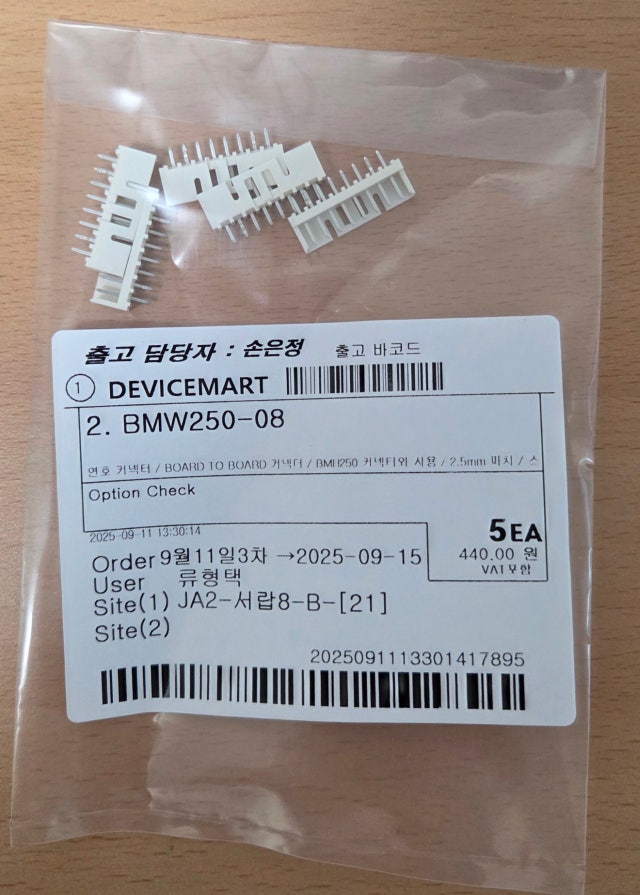 출고 담당자 : 손은정 출고 바코드
① DEVICEMART
2. BMW250-08
연호 커넥터 / BOARD TO BOARD 커넥터 / BMH250 커넥터와 사용 / 2.5mm 피치 / 스
Option Check
2025-09-11 13:30:14
5EA
440.00 원
VAT포함
Order 9월11일3차 →2025-09-15
User 류형택
Site(1) JA2-서랍8-B-[21]
Site(2)
2025091113301417895